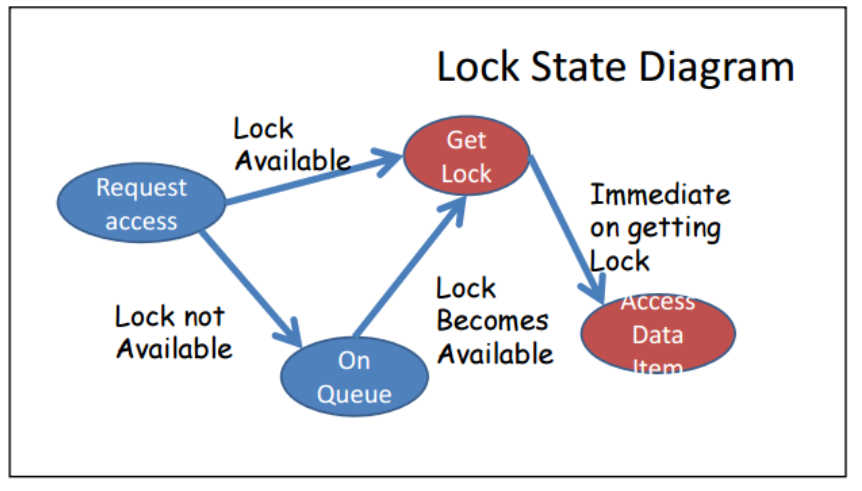 Lock State Diagram
Lock
Available
Get
Lock
Request
access
Immediate
on getting
Lock
Lock not
Available
Lock
Becomes
Available
Access
Data
Item
On
Queue